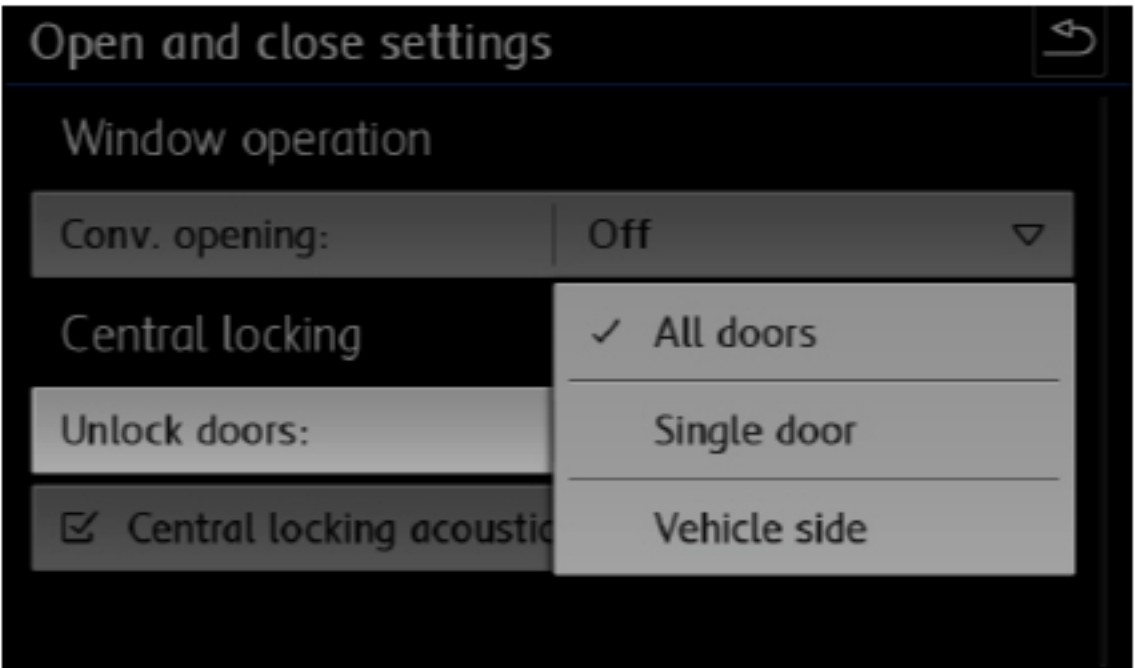 Open and close settings
Window operation
Conv. opening: Off
Central locking
All doors
Unlock doors:
Single door
Central locking acoustic
Vehicle side